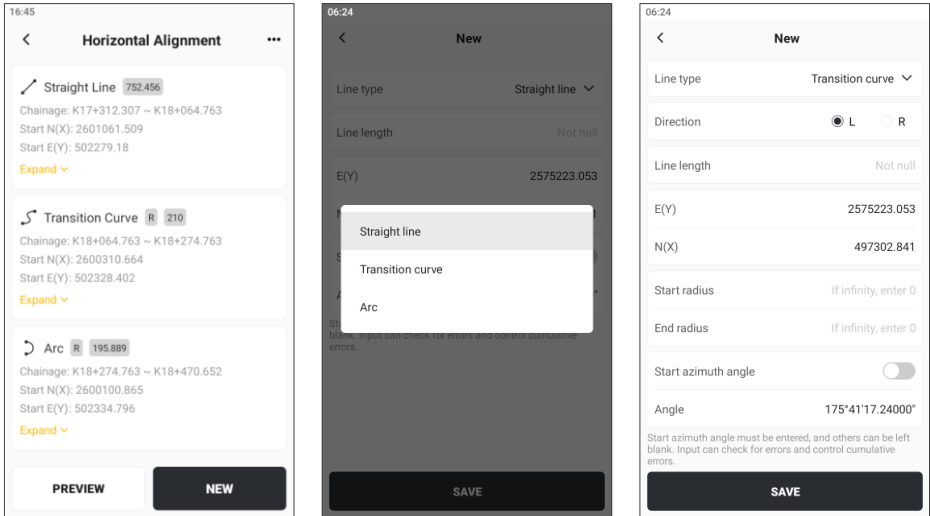 16:45
Horizontal Alignment
Straight Line 752.456
Chainage: K17+312.307 ~ K18+064.763
Start N(X): 2601061.509
Start E(Y): 502279.18
Expand
Transition Curve R 210
Chainage: K18+064.763 ~ K18+274.763
Start N(X): 2600310.664
Start E(Y): 502328.402
Expand
Arc R 195.889
Chainage: K18+274.763 ~ K18+470.652
Start N(X): 2600100.865
Start E(Y): 502334.796
Expand
PREVIEW
NEW
06:24
New
Line type Straight line
Line length Not null
E(Y) 2575223.053
Straight line
Transition curve
Arc
blank. Input can check for errors and control cumulative
errors.
SAVE
06:24
New
Line type Transition curve
Direction L R
Line length Not null
E(Y) 2575223.053
N(X) 497302.841
Start radius If infinity, enter 0
End radius If infinity, enter 0
Start azimuth angle
Angle 175°41'17.24000"
Start azimuth angle must be entered, and others can be left
blank. Input can check for errors and control cumulative
errors.
SAVE